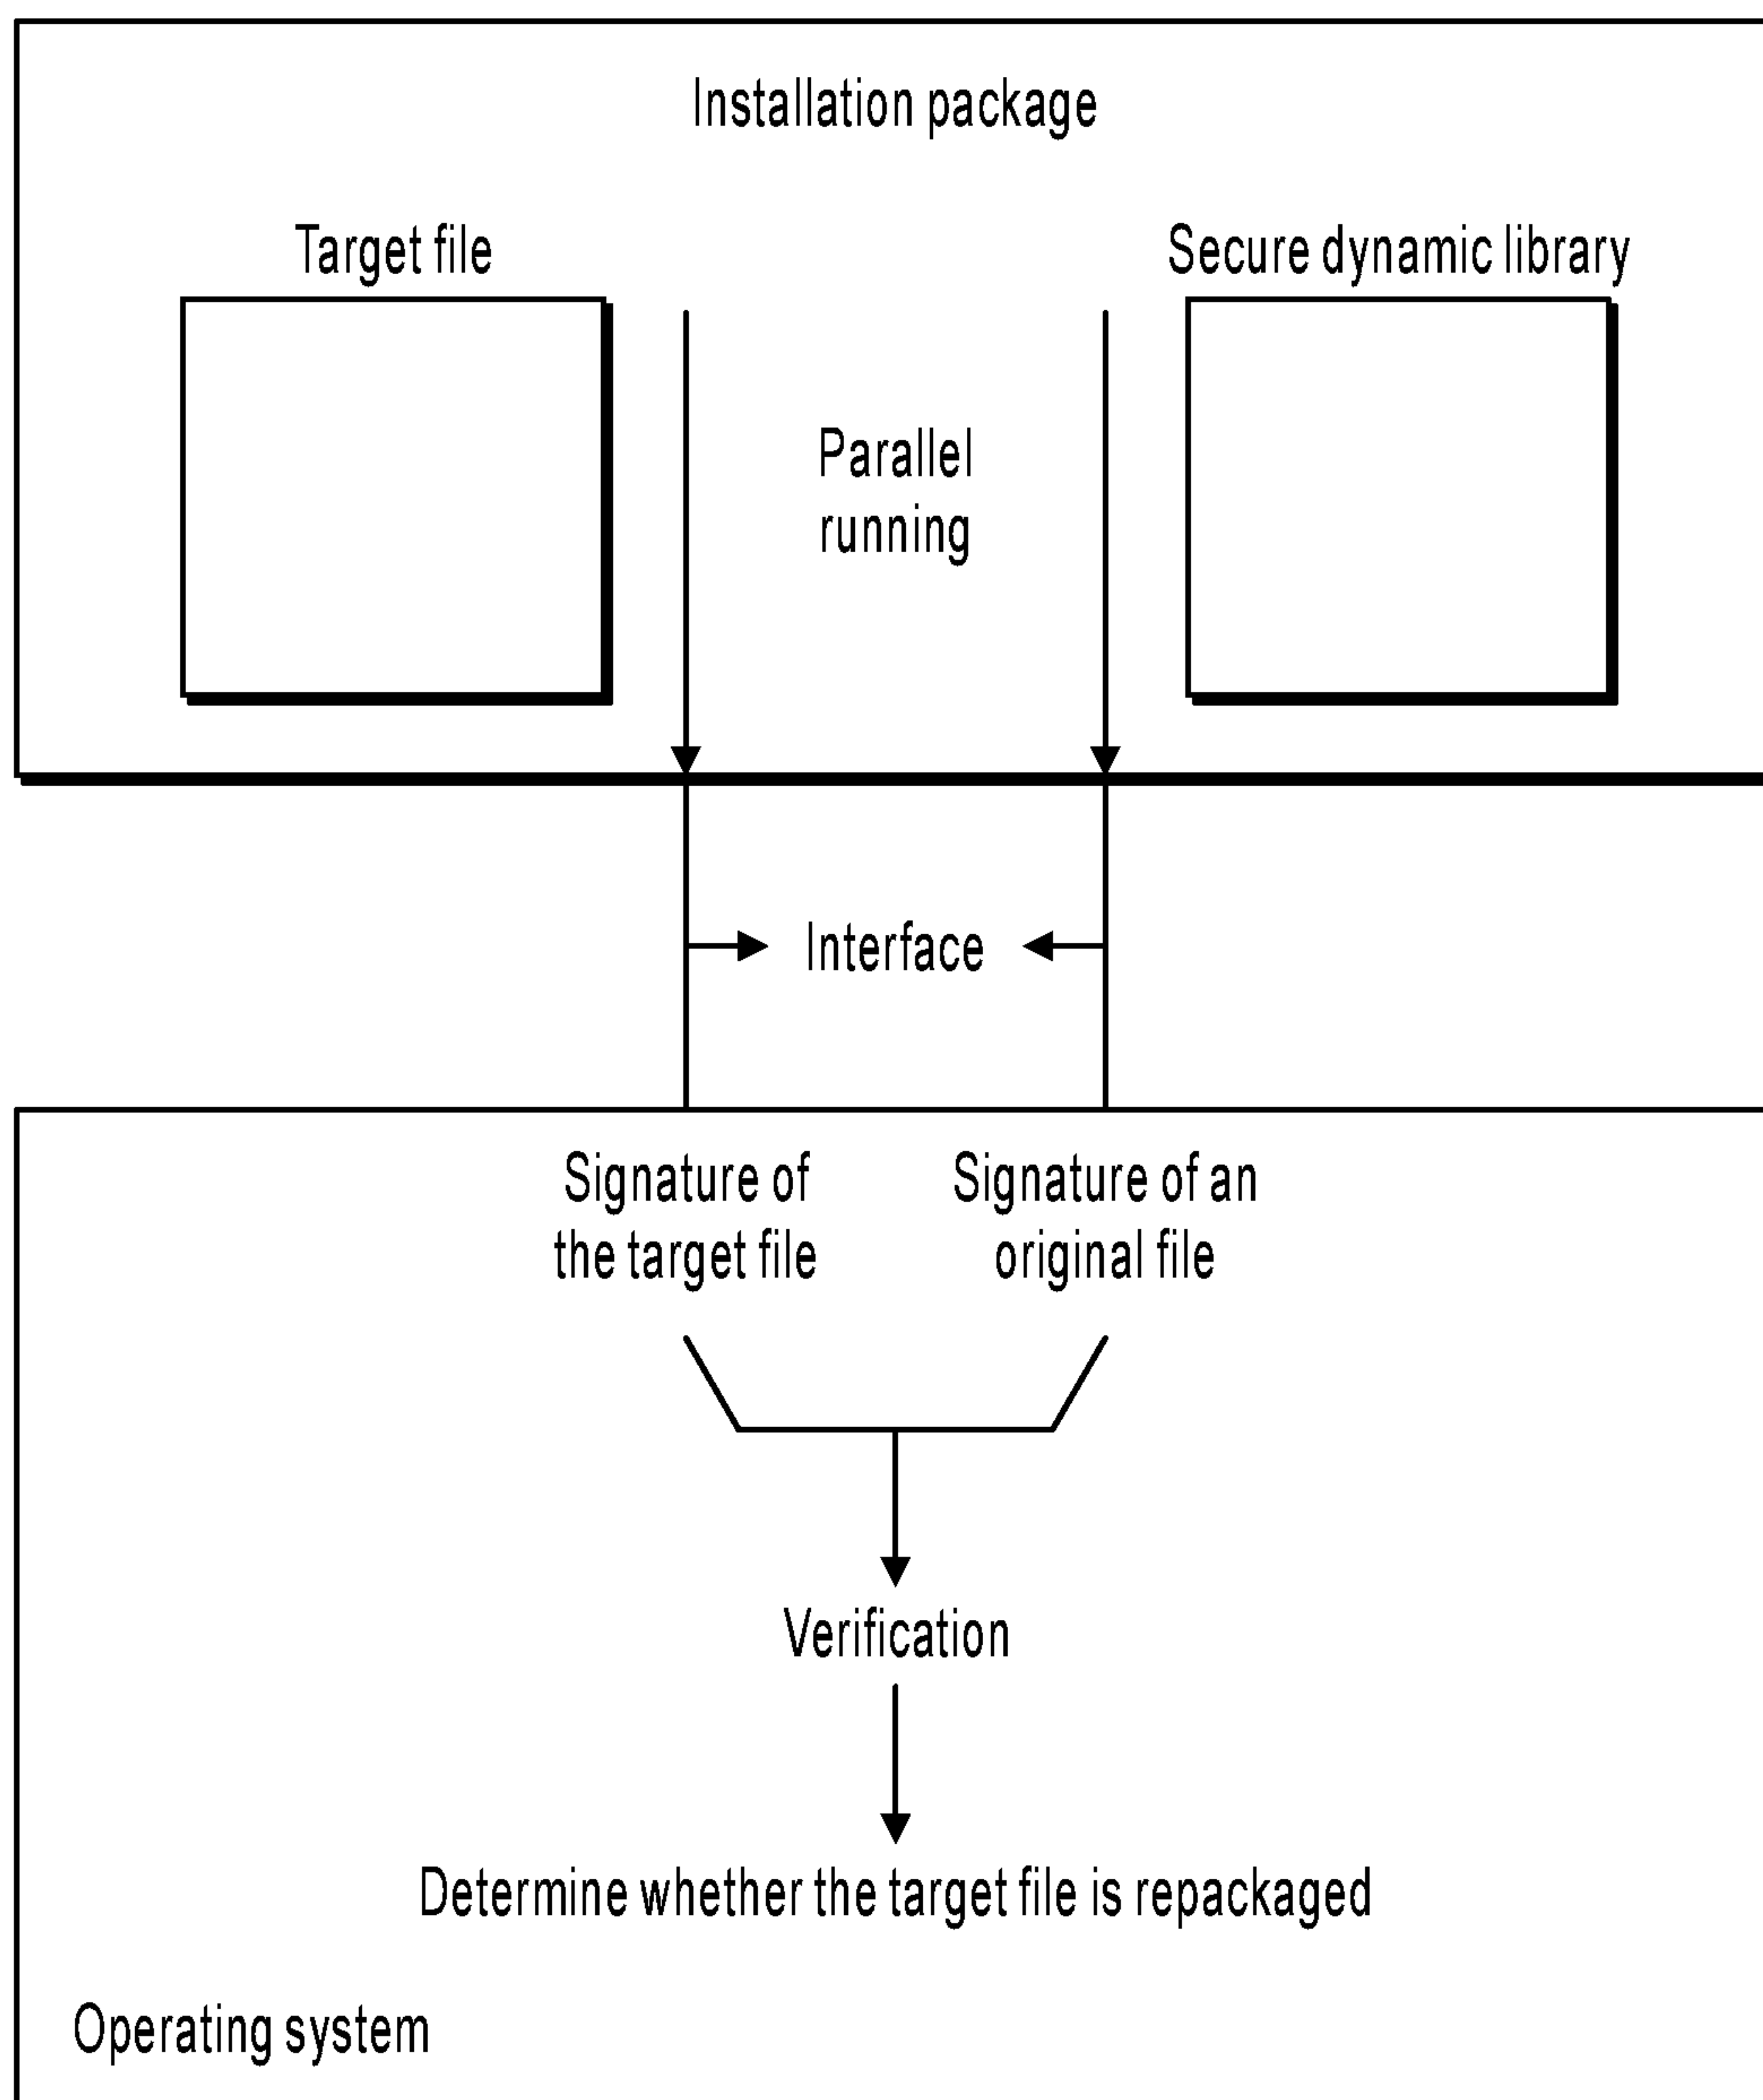 Installation package
Target file
Secure dynamic library
Parallel
running
Interface
Signature of
the target file
Signature of an
original file
Verification
Determine whether the target file is repackaged
Operating system